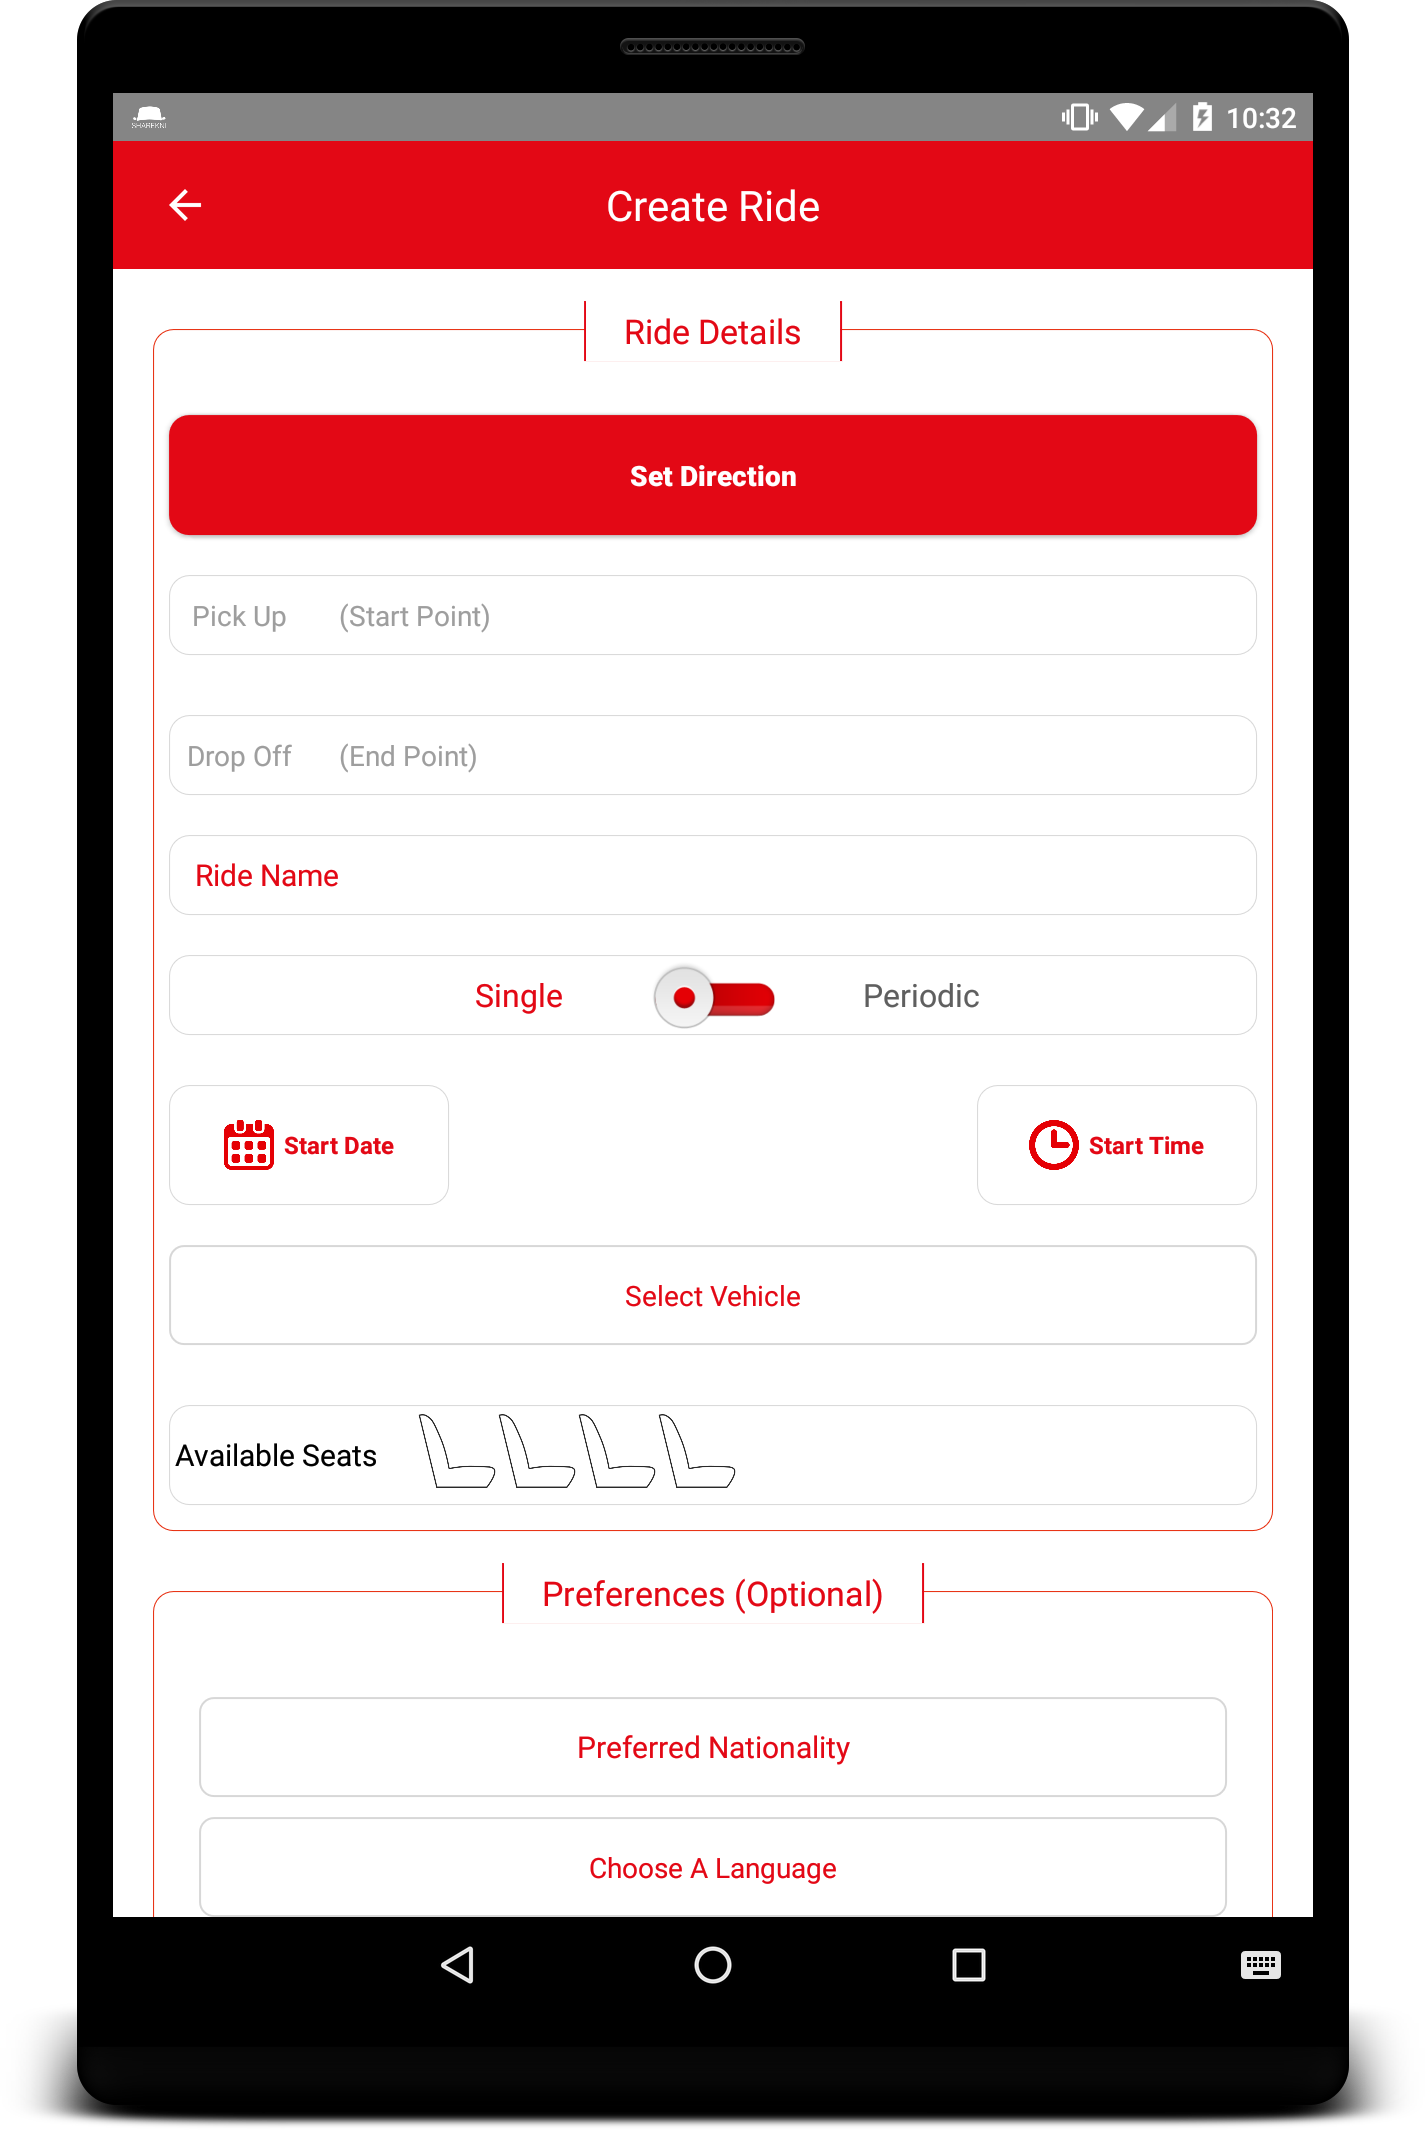 SHAREKNI
10:32
Create Ride
Ride Details
Set Direction
Pick Up (Start Point)
Drop Off (End Point)
Ride Name
Single Periodic
Start Date Start Time
Select Vehicle
Available Seats
Preferences (Optional)
Preferred Nationality
Choose A Language